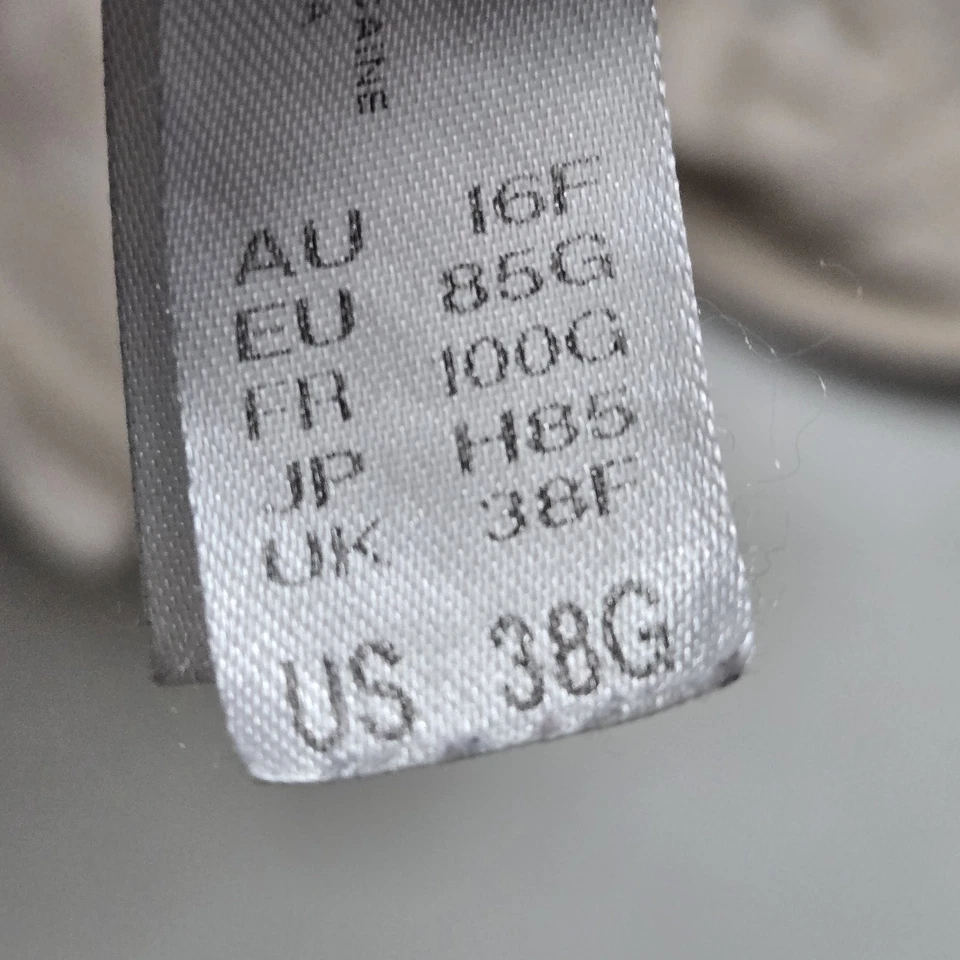 AU 16F
EU 85G
FR 100G
JP H85
UK 38F
US 38G